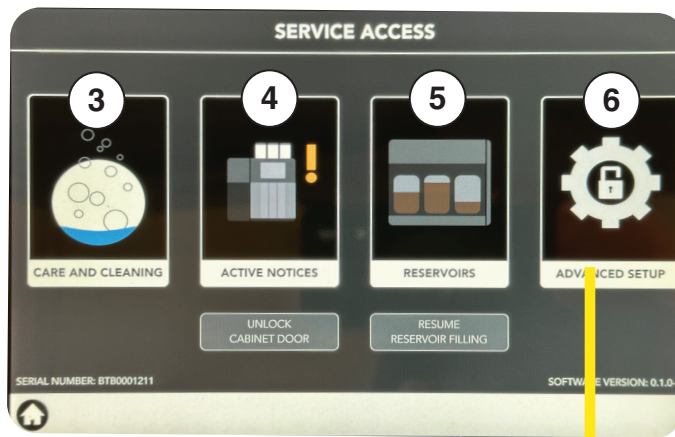 SERVICE ACCESS
3 4 5 6
CARE AND CLEANING ACTIVE NOTICES RESERVOIRS ADVANCED SETUP
UNLOCK
CABINET DOOR
RESUME
RESERVOIR FILLING
SERIAL NUMBER: BTB0001211
SOFTWARE VERSION: 0.1.0-